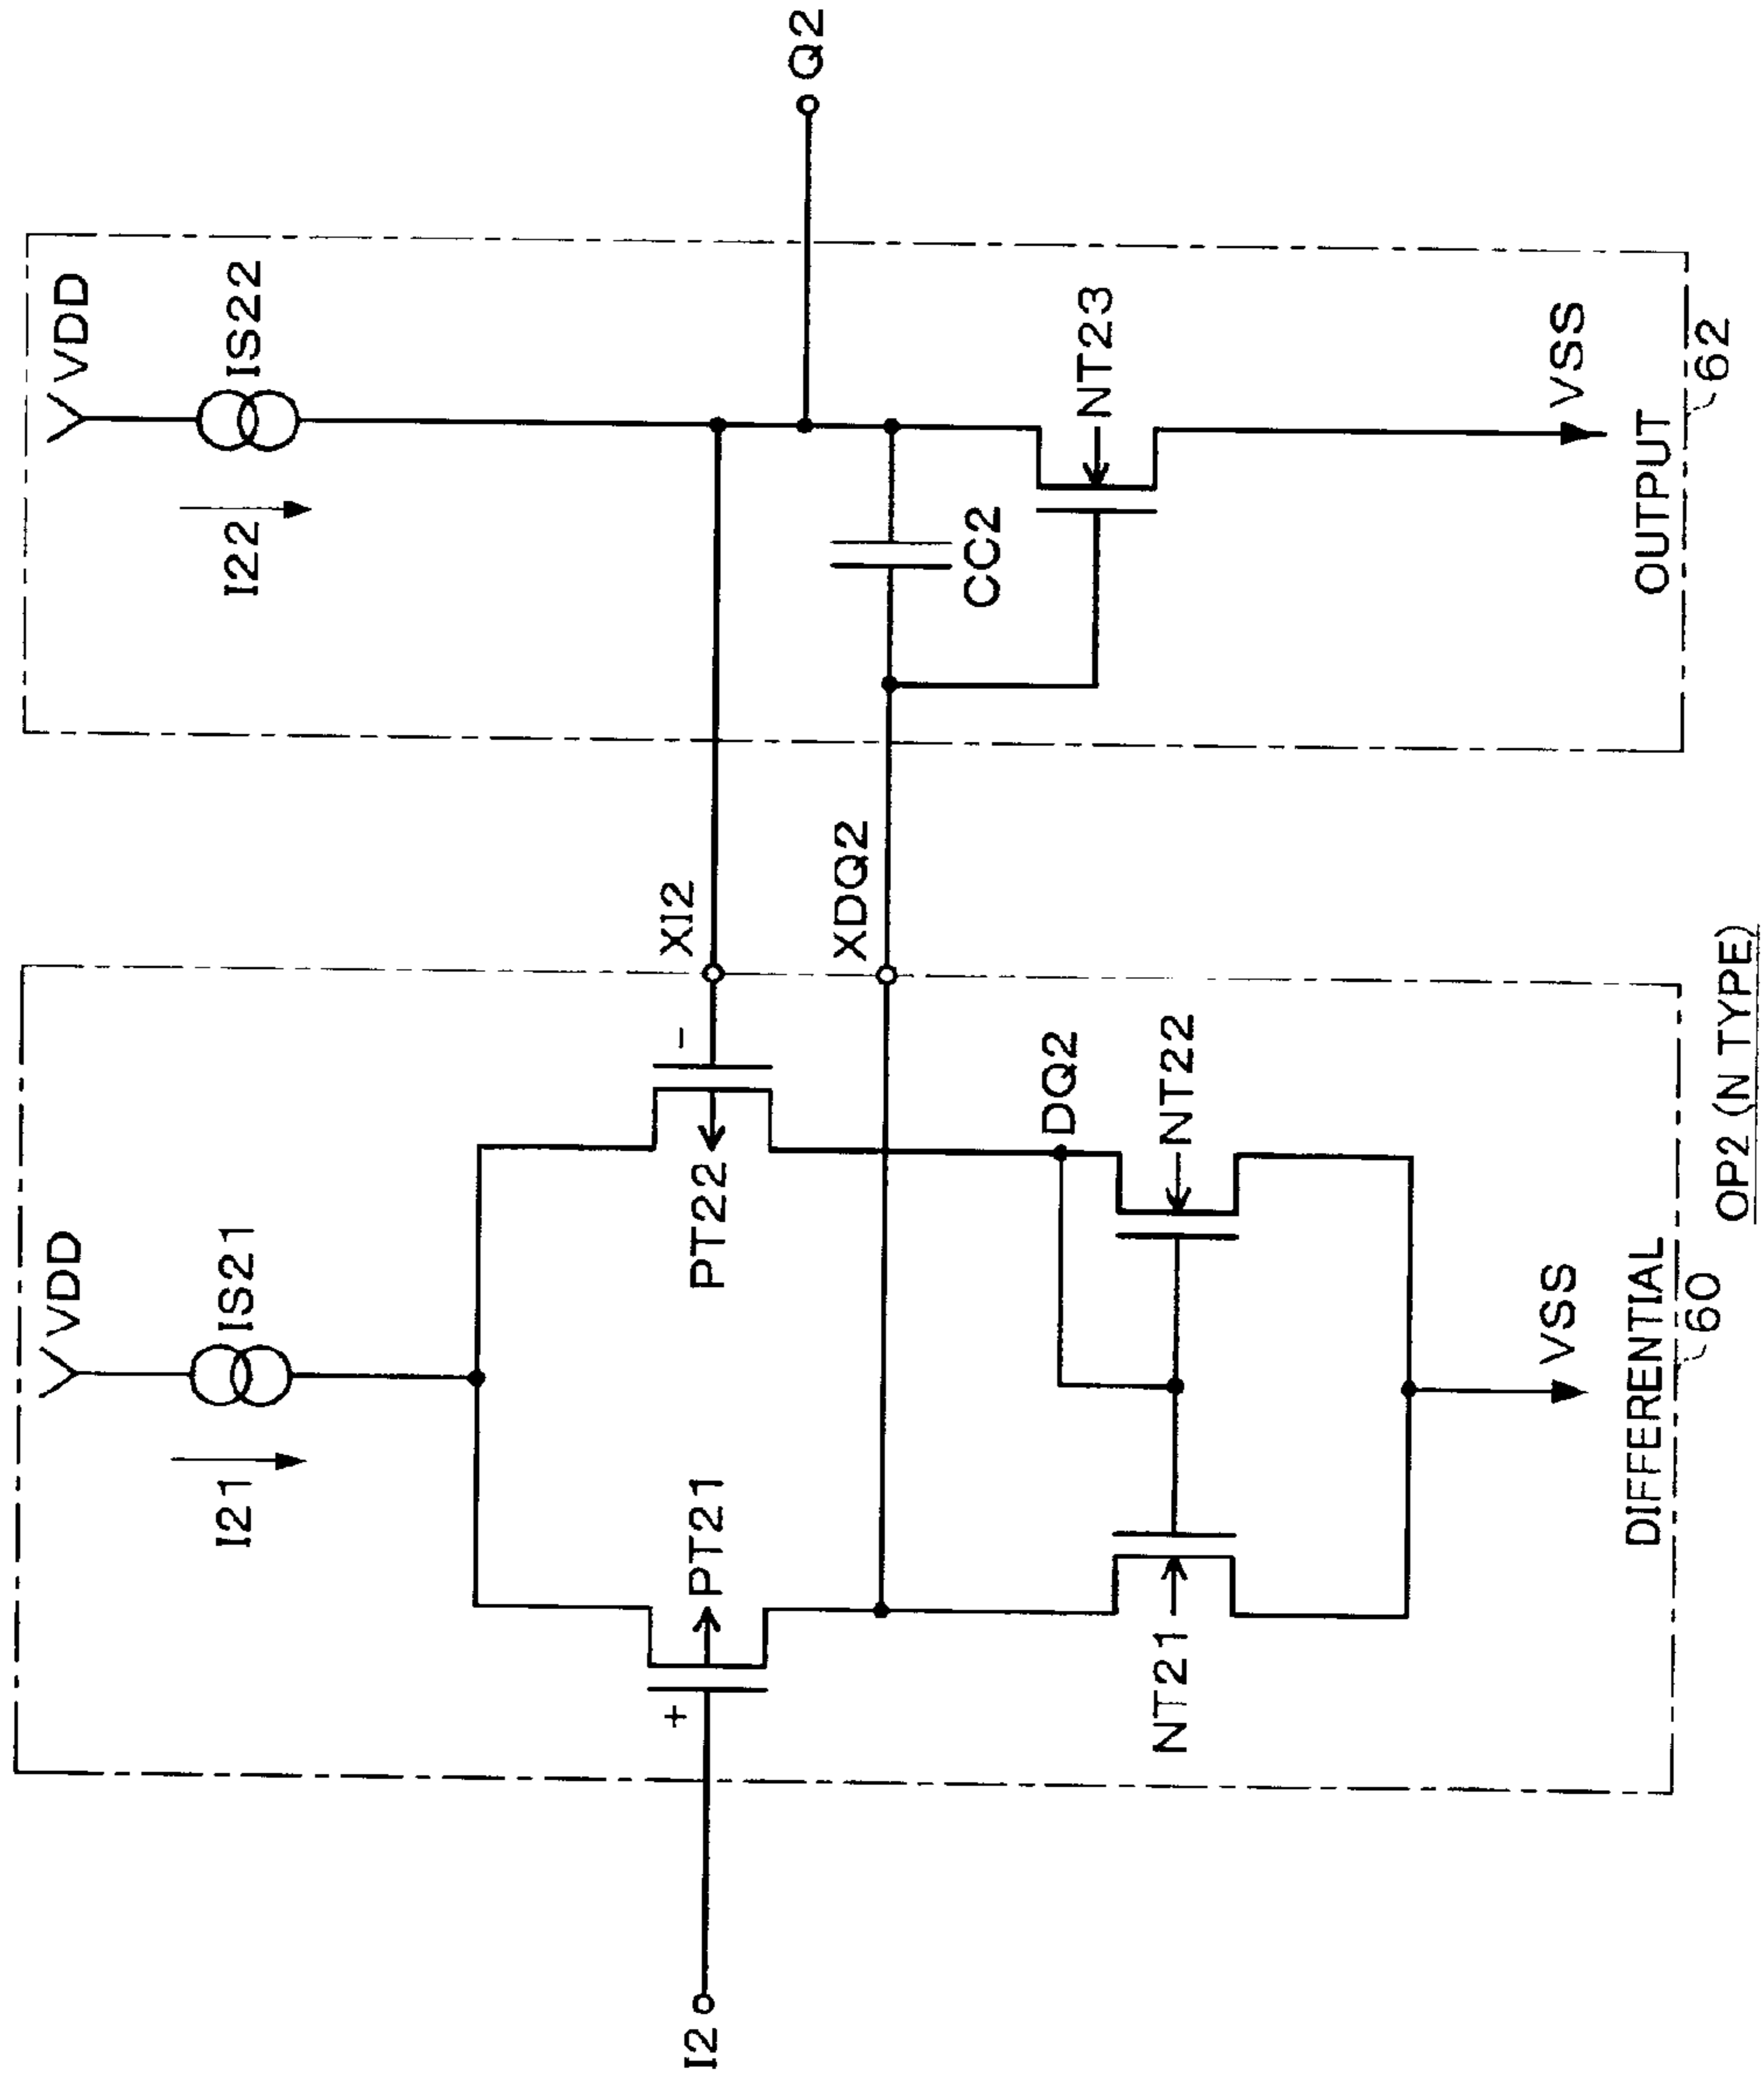 VDD
VDD
I21
IS21
I22
IS22
I2
+
PT21
PT22
-
XI2
Q2
XDQ2
CC2
DQ2
NT21
NT22
NT23
VSS
VSS
DIFFERENTIAL
OUTPUT
60
62
OP2 (N TYPE)